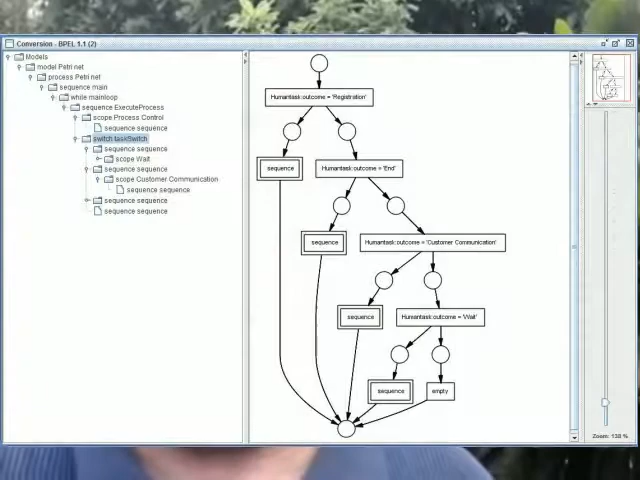 Conversion - BPEL 1.1 (2)
Models
model Petri net
process Petri net
sequence main
while mainloop
sequence ExecuteProcess
scope Process Control
sequence sequence
switch taskSwitch
sequence sequence
scope Wait
sequence sequence
scope Customer Communication
sequence sequence
sequence sequence
sequence sequence
Humantask:outcome = 'Registration'
sequence
Humantask:outcome = 'End'
sequence
Humantask:outcome = 'Customer Communication'
sequence
Humantask:outcome = 'Wait'
sequence
empty
Zoom: 138 %